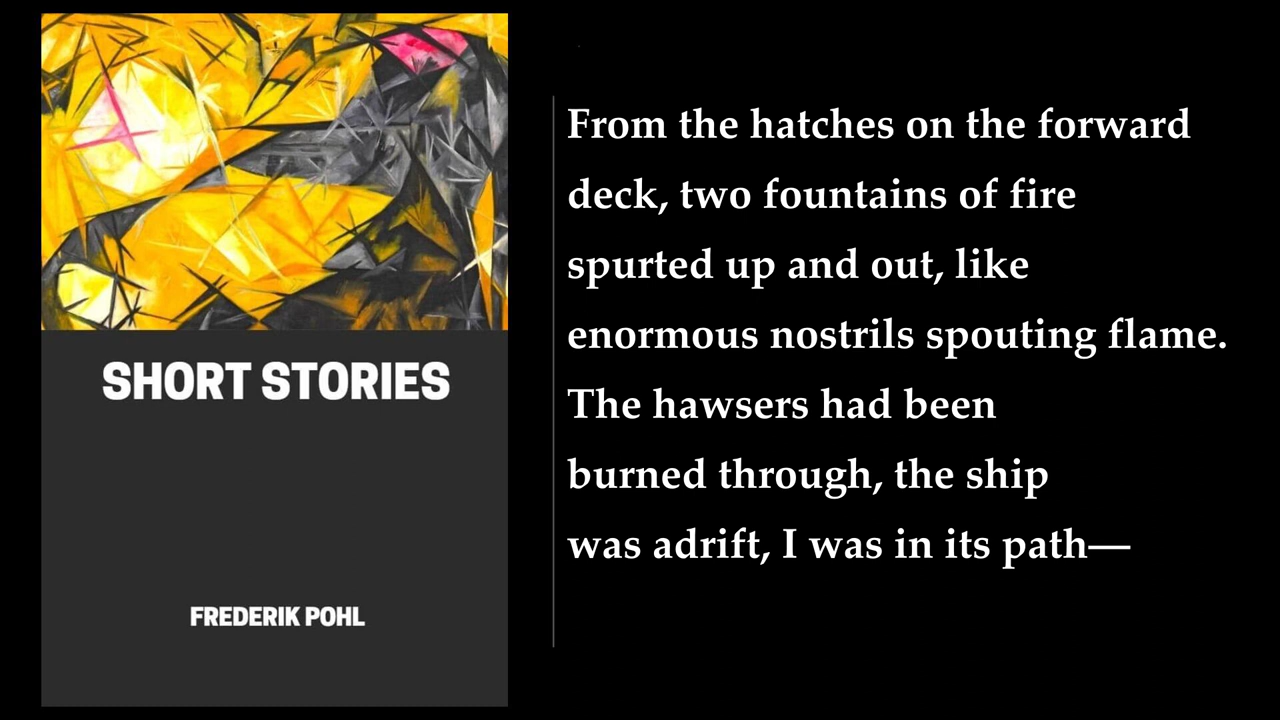 SHORT STORIES
FREDERIK POHL
From the hatches on the forward
deck, two fountains of fire
spurted up and out, like
enormous nostrils spouting flame.
The hawsers had been
burned through, the ship
was adrift, I was in its path—